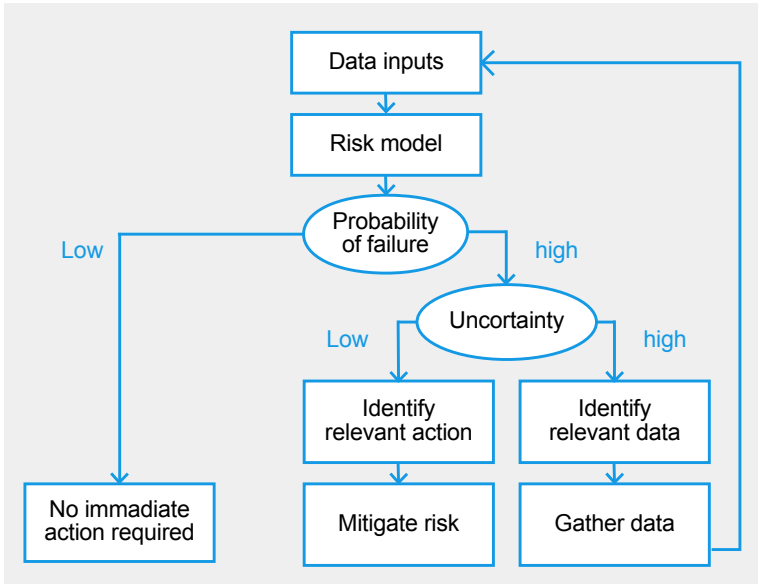 Data inputs
Risk model
Probability
of failure
Low
high
Uncortainty
Low
high
Identify
relevant action
Identify
relevant data
No immadiate
action required
Mitigate risk
Gather data